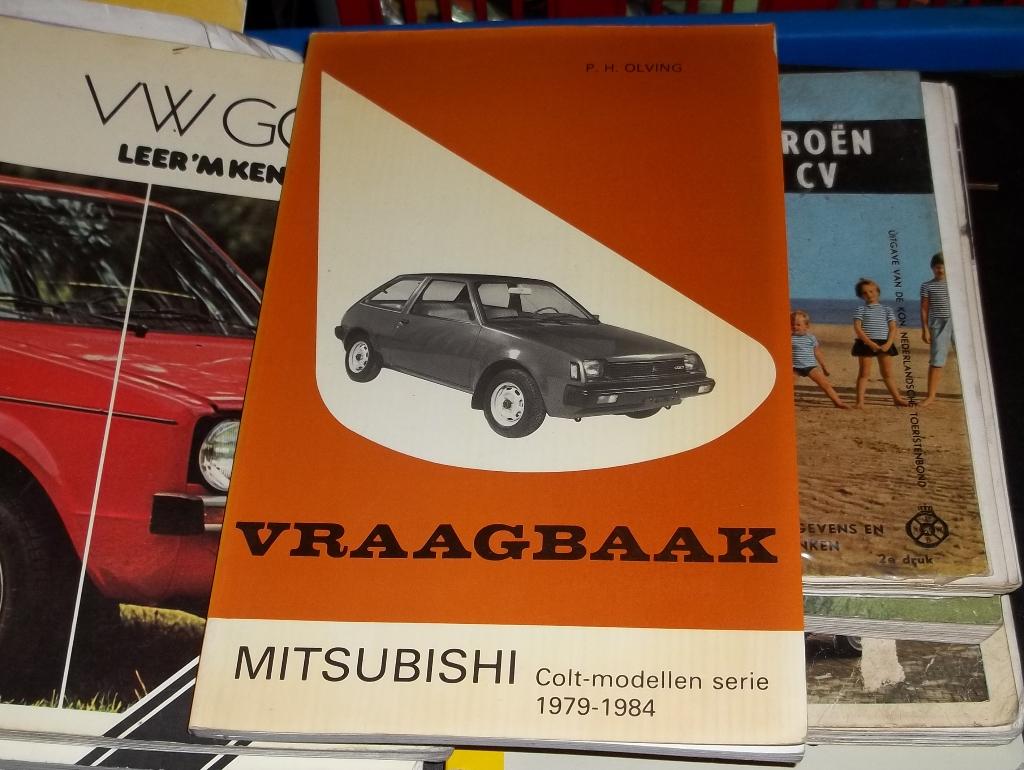 VW GO
LEER 'M KEN
P. H. OLVING
VRAAGBAAK
MITSUBISHI
Colt-modellen serie
1979-1984
ROËN
CV
UITGAVE VAN DE KON. NEDERLANDSCHE TOERISTENBOND
GEVENS EN
NKEN
2e druk